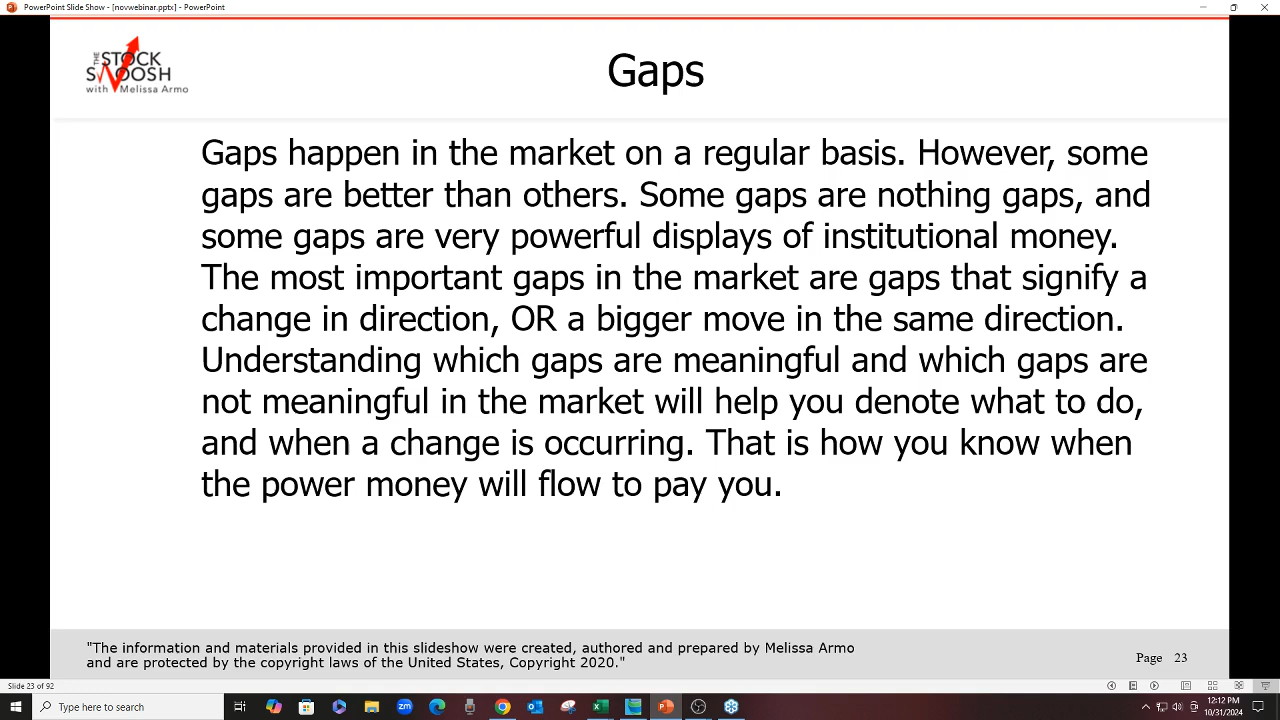 PowerPoint Slide Show - [novwebinar.pptx] - PowerPoint
THE STOCK
SWOOSH
with Melissa Armo
Gaps
Gaps happen in the market on a regular basis. However, some
gaps are better than others. Some gaps are nothing gaps, and
some gaps are very powerful displays of institutional money.
The most important gaps in the market are gaps that signify a
change in direction, OR a bigger move in the same direction.
Understanding which gaps are meaningful and which gaps are
not meaningful in the market will help you denote what to do,
and when a change is occurring. That is how you know when
the power money will flow to pay you.
"The information and materials provided in this slideshow were created, authored and prepared by Melissa Armo
and are protected by the copyright laws of the United States, Copyright 2020."
Page 23
Slide 23 of 92
Type here to search
zm
12:12 PM
10/31/2024